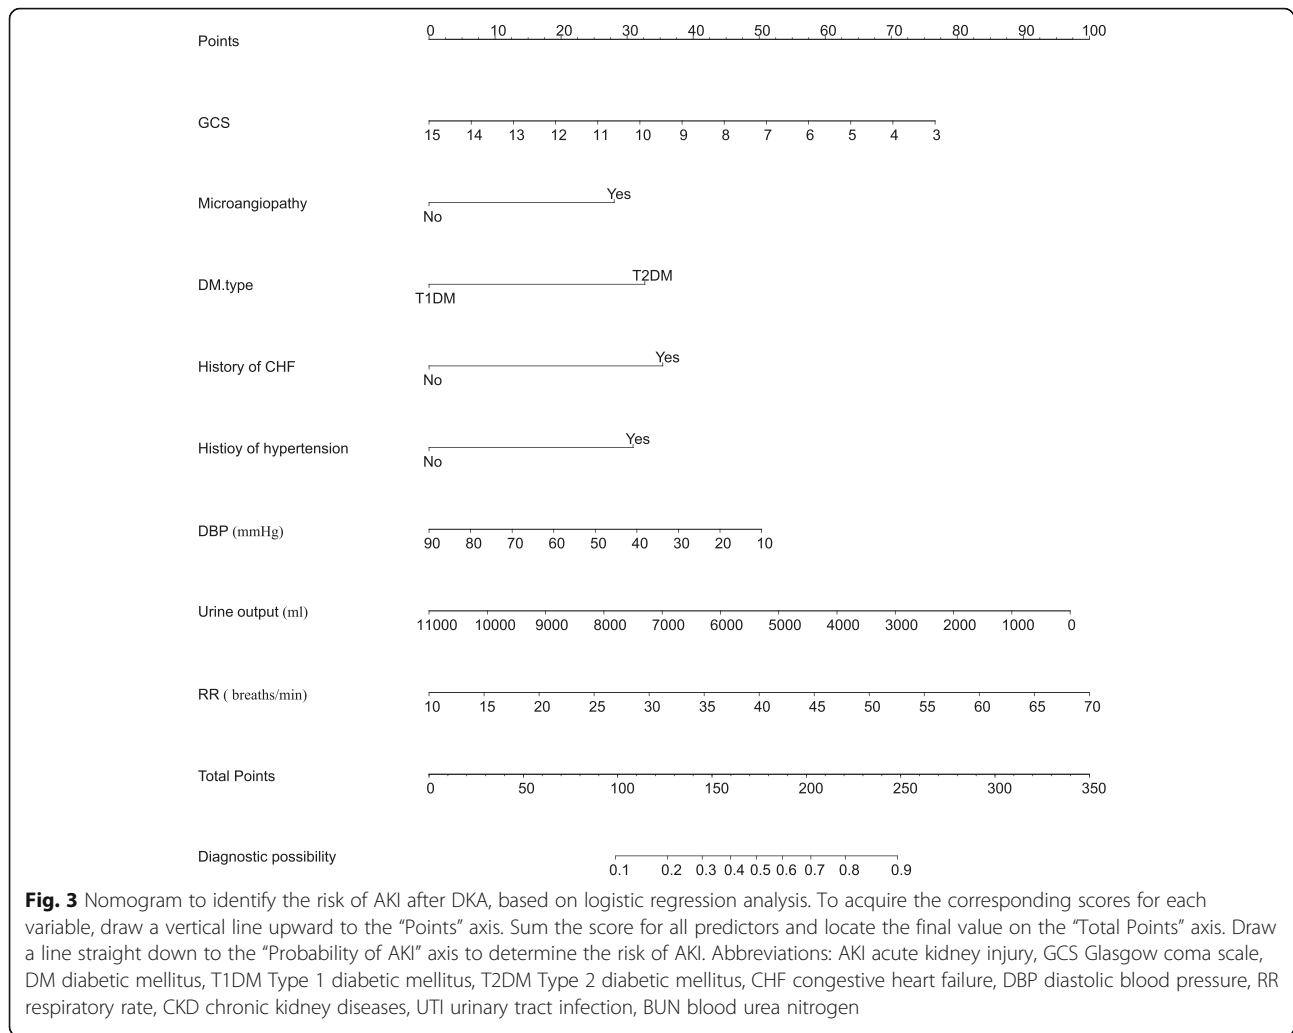 Points
0 10 20 30 40 50 60 70 80 90 100
GCS
15 14 13 12 11 10 9 8 7 6 5 4 3
Microangiopathy
Yes
No
DM.type
T2DM
T1DM
History of CHF
Yes
No
Histioy of hypertension
Yes
No
DBP (mmHg)
90 80 70 60 50 40 30 20 10
Urine output (ml)
11000 10000 9000 8000 7000 6000 5000 4000 3000 2000 1000 0
RR ( breaths/min)
10 15 20 25 30 35 40 45 50 55 60 65 70
Total Points
0 50 100 150 200 250 300 350
Diagnostic possibility
0.1 0.2 0.3 0.4 0.5 0.6 0.7 0.8 0.9
Fig. 3 Nomogram to identify the risk of AKI after DKA, based on logistic regression analysis. To acquire the corresponding scores for each
variable, draw a vertical line upward to the “Points” axis. Sum the score for all predictors and locate the final value on the “Total Points” axis. Draw
a line straight down to the “Probability of AKI” axis to determine the risk of AKI. Abbreviations: AKI acute kidney injury, GCS Glasgow coma scale,
DM diabetic mellitus, T1DM Type 1 diabetic mellitus, T2DM Type 2 diabetic mellitus, CHF congestive heart failure, DBP diastolic blood pressure, RR
respiratory rate, CKD chronic kidney diseases, UTI urinary tract infection, BUN blood urea nitrogen